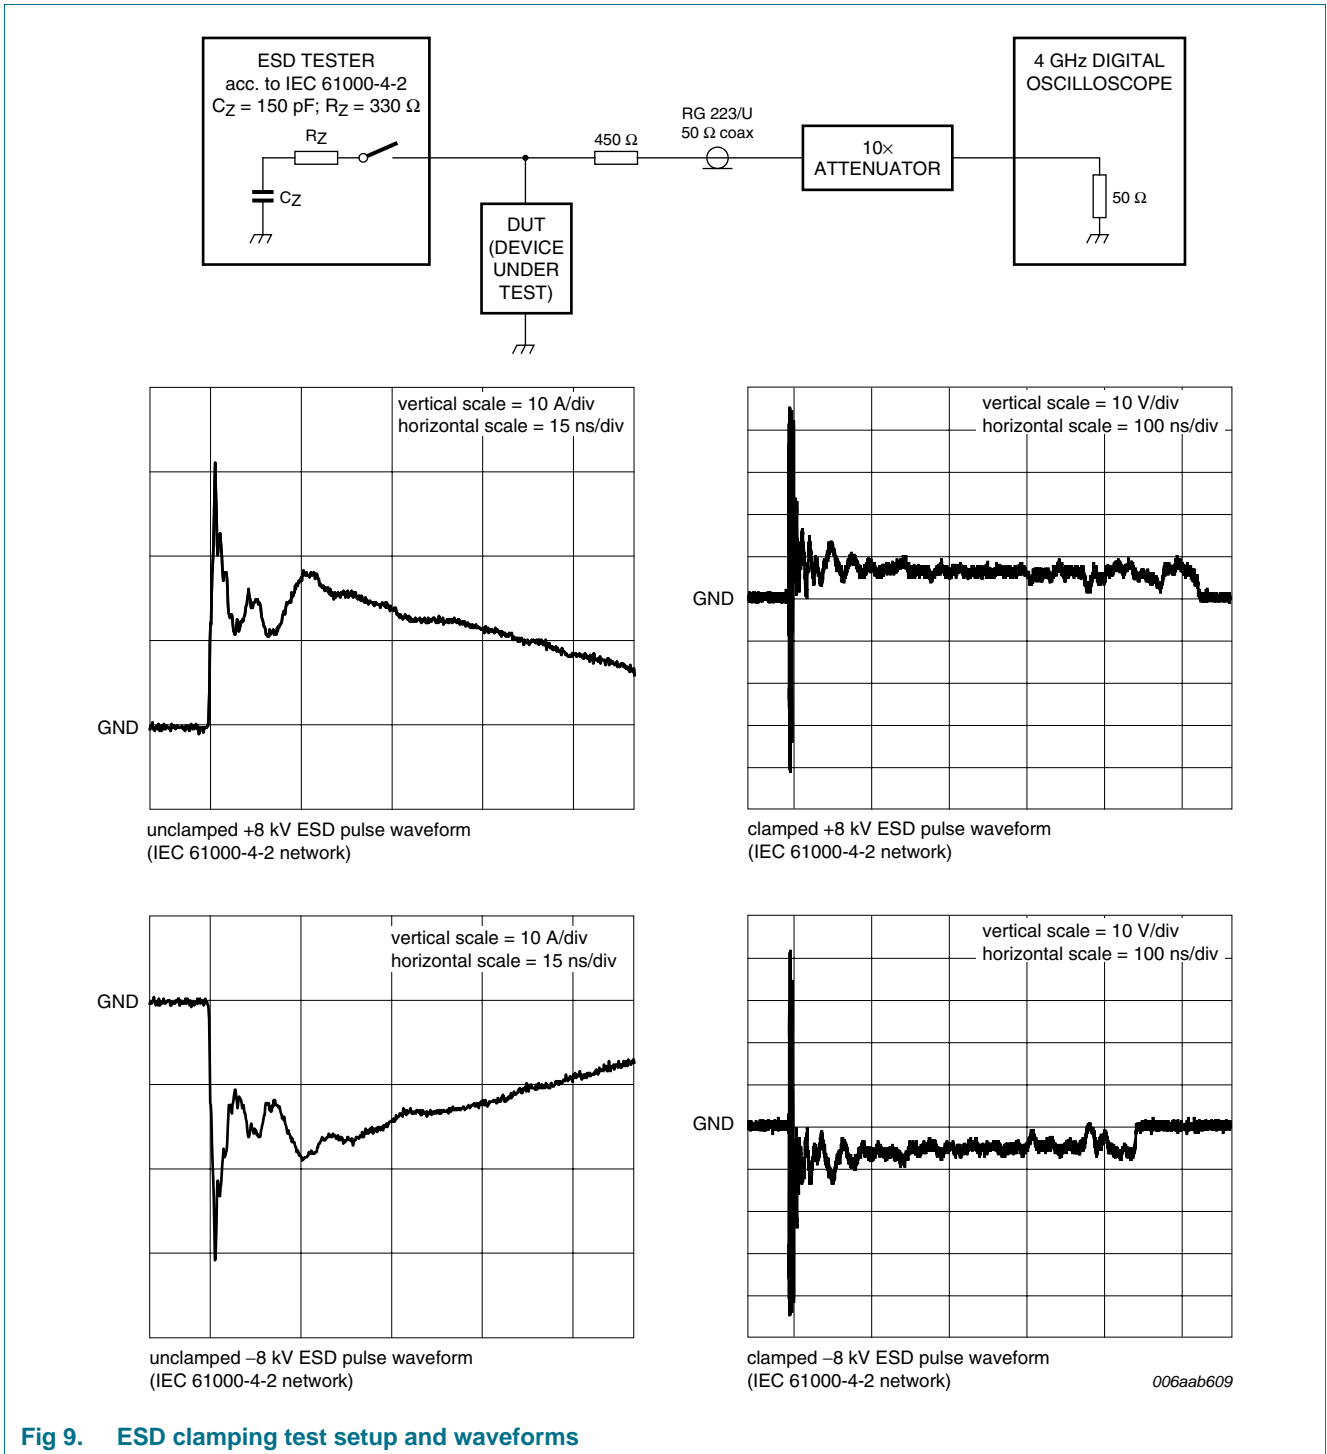 ESD TESTER
acc. to IEC 61000-4-2
CZ = 150 pF; RZ = 330 Ω
RZ
CZ
DUT
(DEVICE
UNDER
TEST)
450 Ω
RG 223/U
50 Ω coax
10×
ATTENUATOR
4 GHz DIGITAL
OSCILLOSCOPE
50 Ω
vertical scale = 10 A/div
horizontal scale = 15 ns/div
GND
unclamped +8 kV ESD pulse waveform
(IEC 61000-4-2 network)
vertical scale = 10 V/div
horizontal scale = 100 ns/div
GND
clamped +8 kV ESD pulse waveform
(IEC 61000-4-2 network)
vertical scale = 10 A/div
horizontal scale = 15 ns/div
GND
unclamped −8 kV ESD pulse waveform
(IEC 61000-4-2 network)
vertical scale = 10 V/div
horizontal scale = 100 ns/div
GND
clamped −8 kV ESD pulse waveform
(IEC 61000-4-2 network)
006aab609
Fig 9. ESD clamping test setup and waveforms